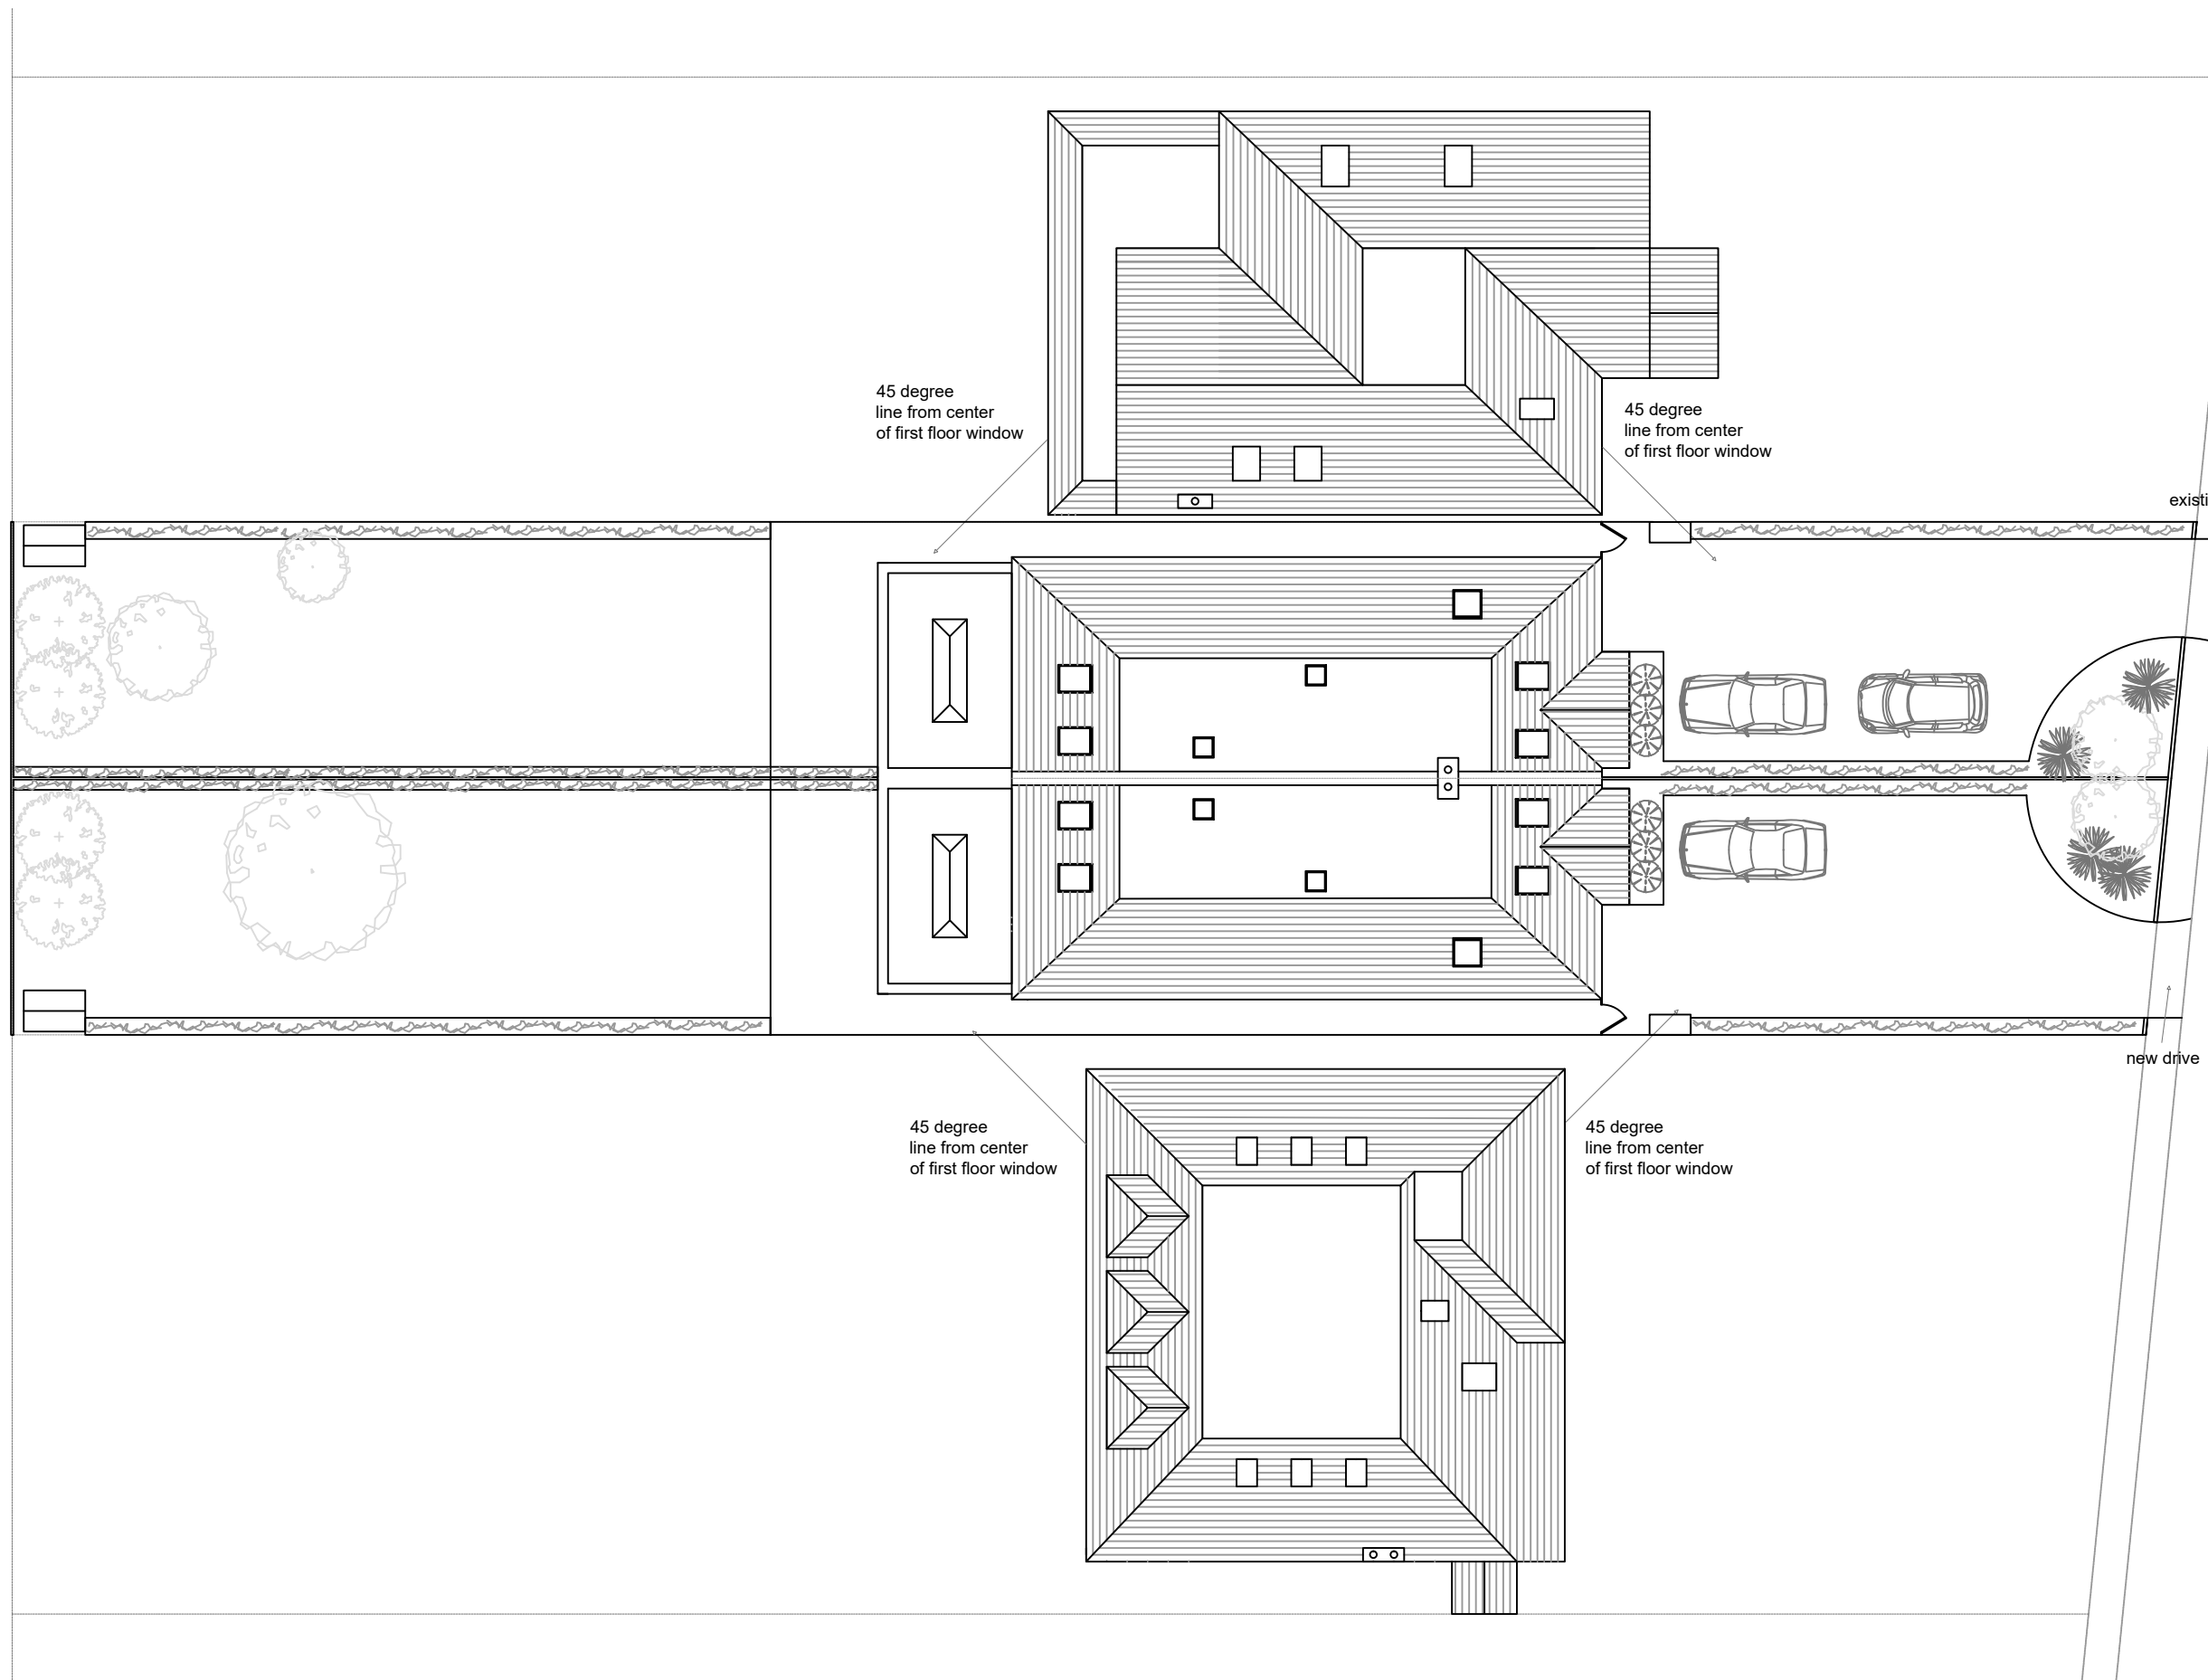 45 degree
line from center
of first floor window
45 degree
line from center
of first floor window
existi
new drive
45 degree
line from center
of first floor window
45 degree
line from center
of first floor window